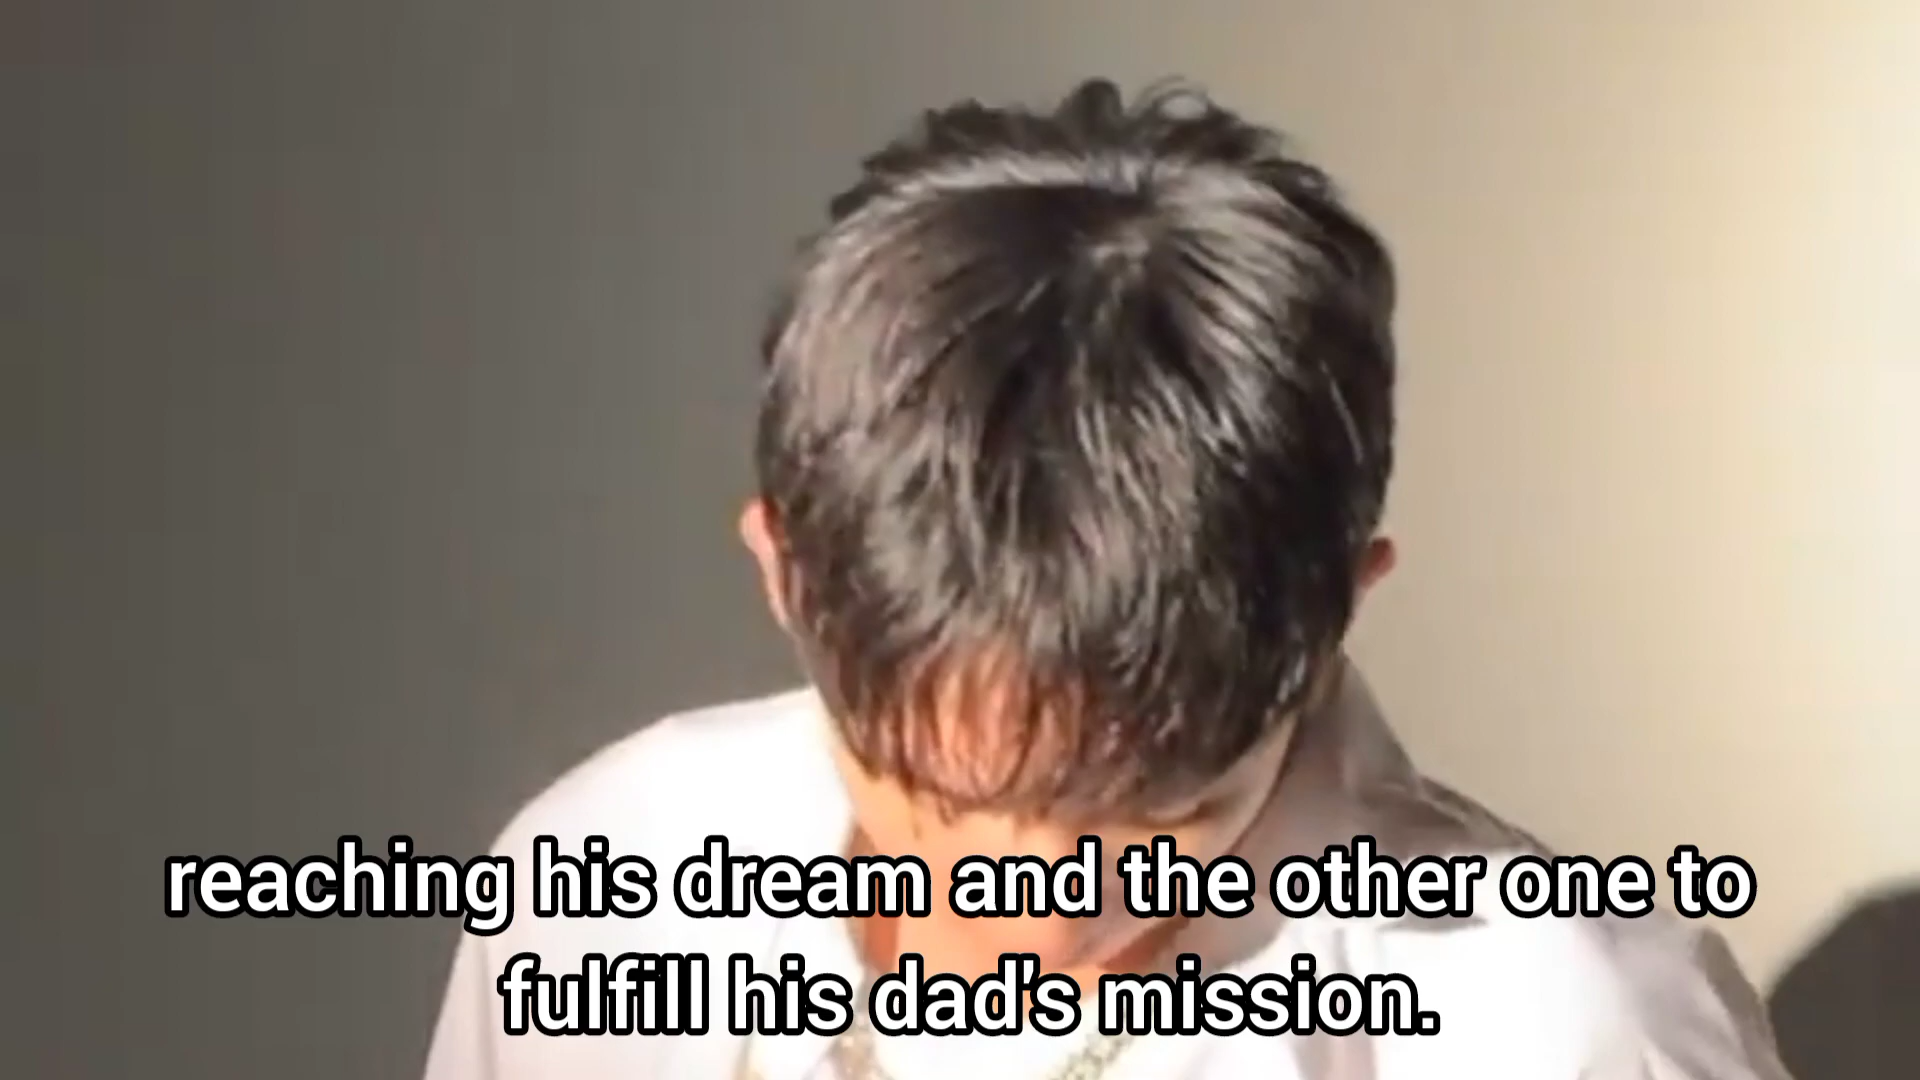 reaching his dream and the other one to
fulfill his dad's mission.